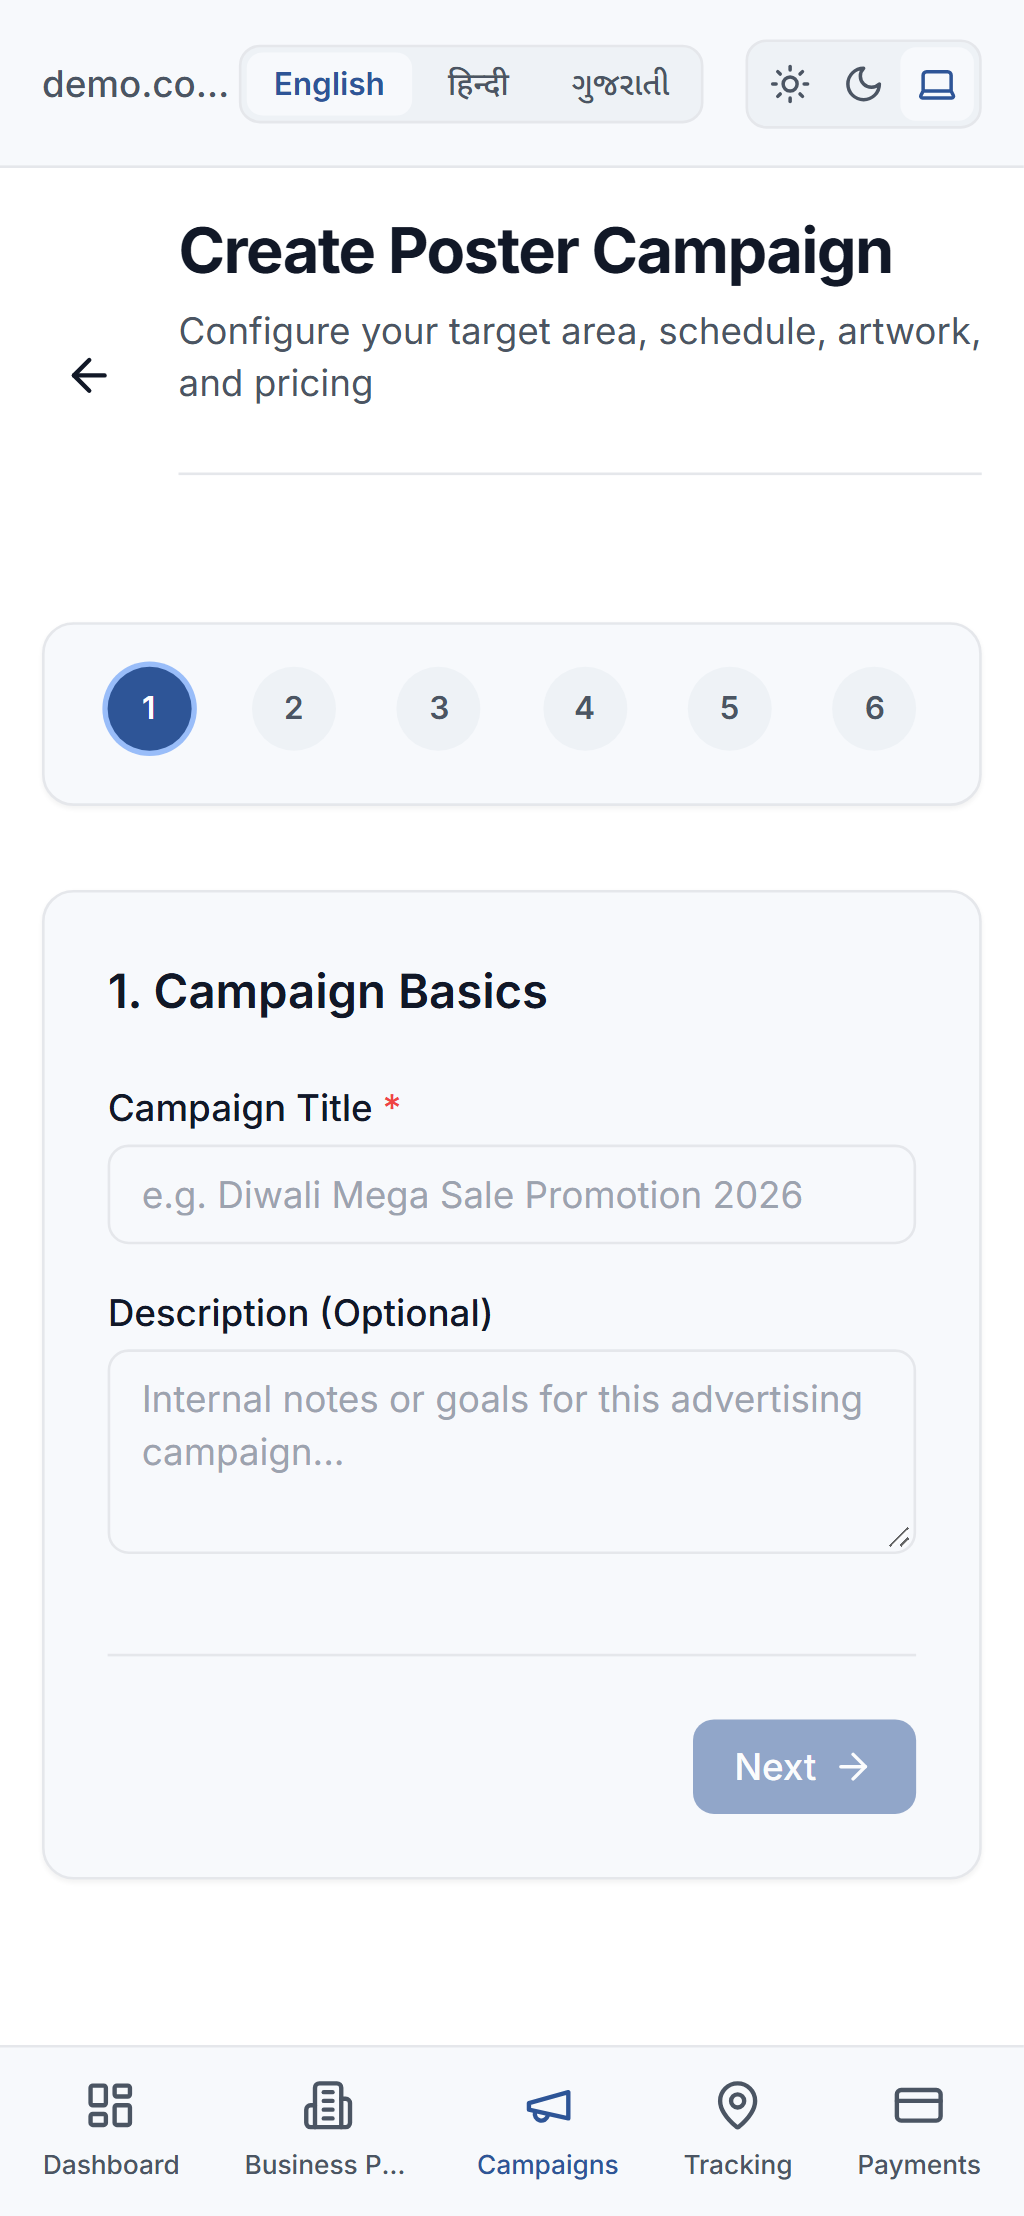 demo.co...
English
हिन्दी
ગુજરાતી
Create Poster Campaign
Configure your target area, schedule, artwork,
and pricing
1
2
3
4
5
6
1. Campaign Basics
Campaign Title *
e.g. Diwali Mega Sale Promotion 2026
Description (Optional)
Internal notes or goals for this advertising
campaign...
Next
Dashboard
Business P...
Campaigns
Tracking
Payments